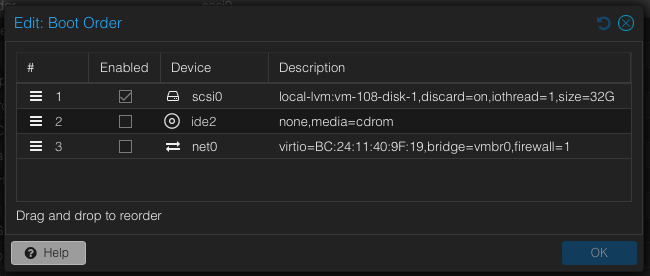 Edit: Boot Order
# Enabled Device Description
1 scsi0 local-lvm:vm-108-disk-1,discard=on,iothread=1,size=32G
2 ide2 none,media=cdrom
3 net0 virtio=BC:24:11:40:9F:19,bridge=vmbr0,firewall=1
Drag and drop to reorder
Help OK